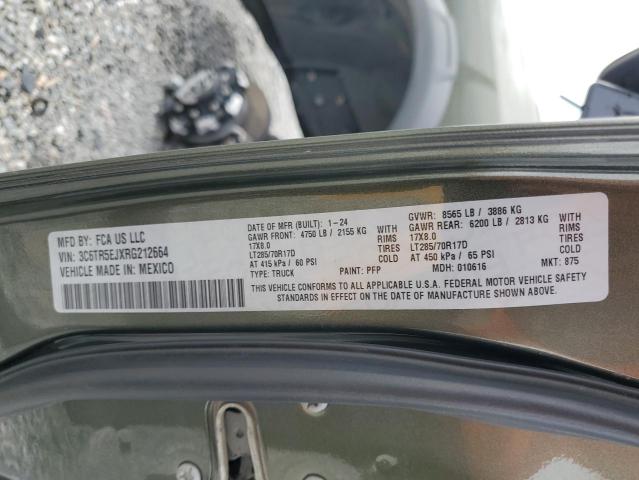 MFD BY: FCA US LLC
VIN: 3C6TR5EJXRG212664
VEHICLE MADE IN: MEXICO
DATE OF MFR (BUILT): 1-24
GAWR FRONT: 4750 LB / 2155 KG WITH
17X8.0 RIMS
LT285/70R17D TIRES
AT 415 kPa / 60 PSI COLD
TYPE: TRUCK PAINT: PFP
GVWR: 8565 LB / 3886 KG
GAWR REAR: 6200 LB / 2813 KG WITH
17X8.0 RIMS
LT285/70R17D TIRES
AT 450 kPa / 65 PSI COLD
MDH: 010616 MKT: 875
THIS VEHICLE CONFORMS TO ALL APPLICABLE U.S.A. FEDERAL MOTOR VEHICLE SAFETY
STANDARDS IN EFFECT ON THE DATE OF MANUFACTURE SHOWN ABOVE.